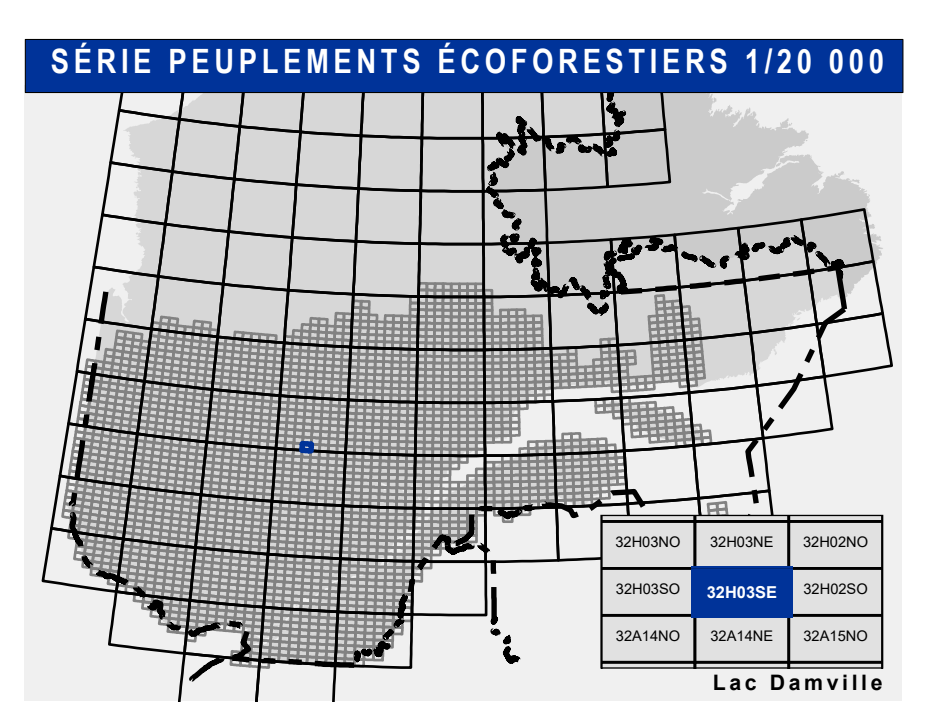 SÉRIE PEUPLEMENTS ÉCOFORESTIERS 1/20 000
32H03NO 32H03NE 32H02NO
32H03SO 32H03SE 32H02SO
32A14NO 32A14NE 32A15NO
Lac Damville